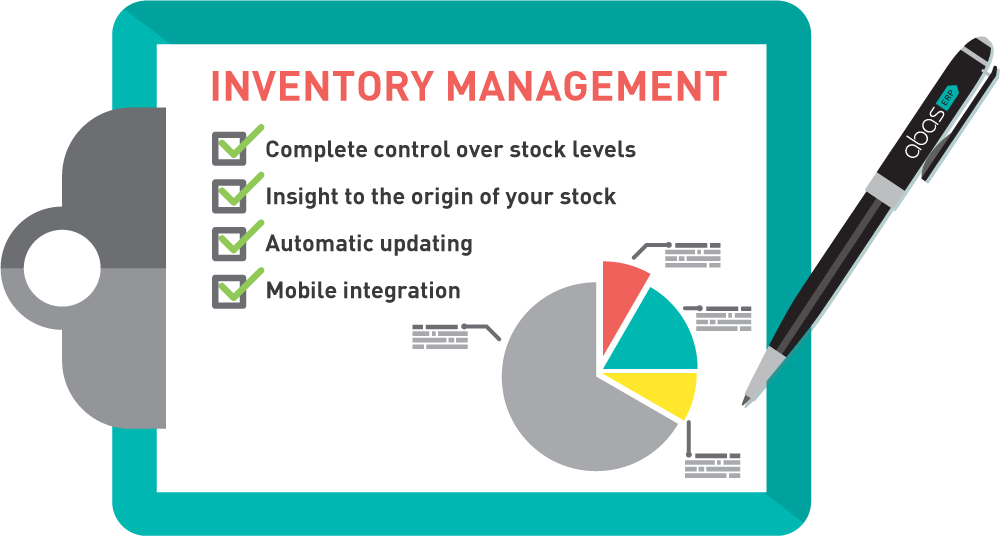 INVENTORY MANAGEMENT
Complete control over stock levels
Insight to the origin of your stock
Automatic updating
Mobile integration
abas ERP